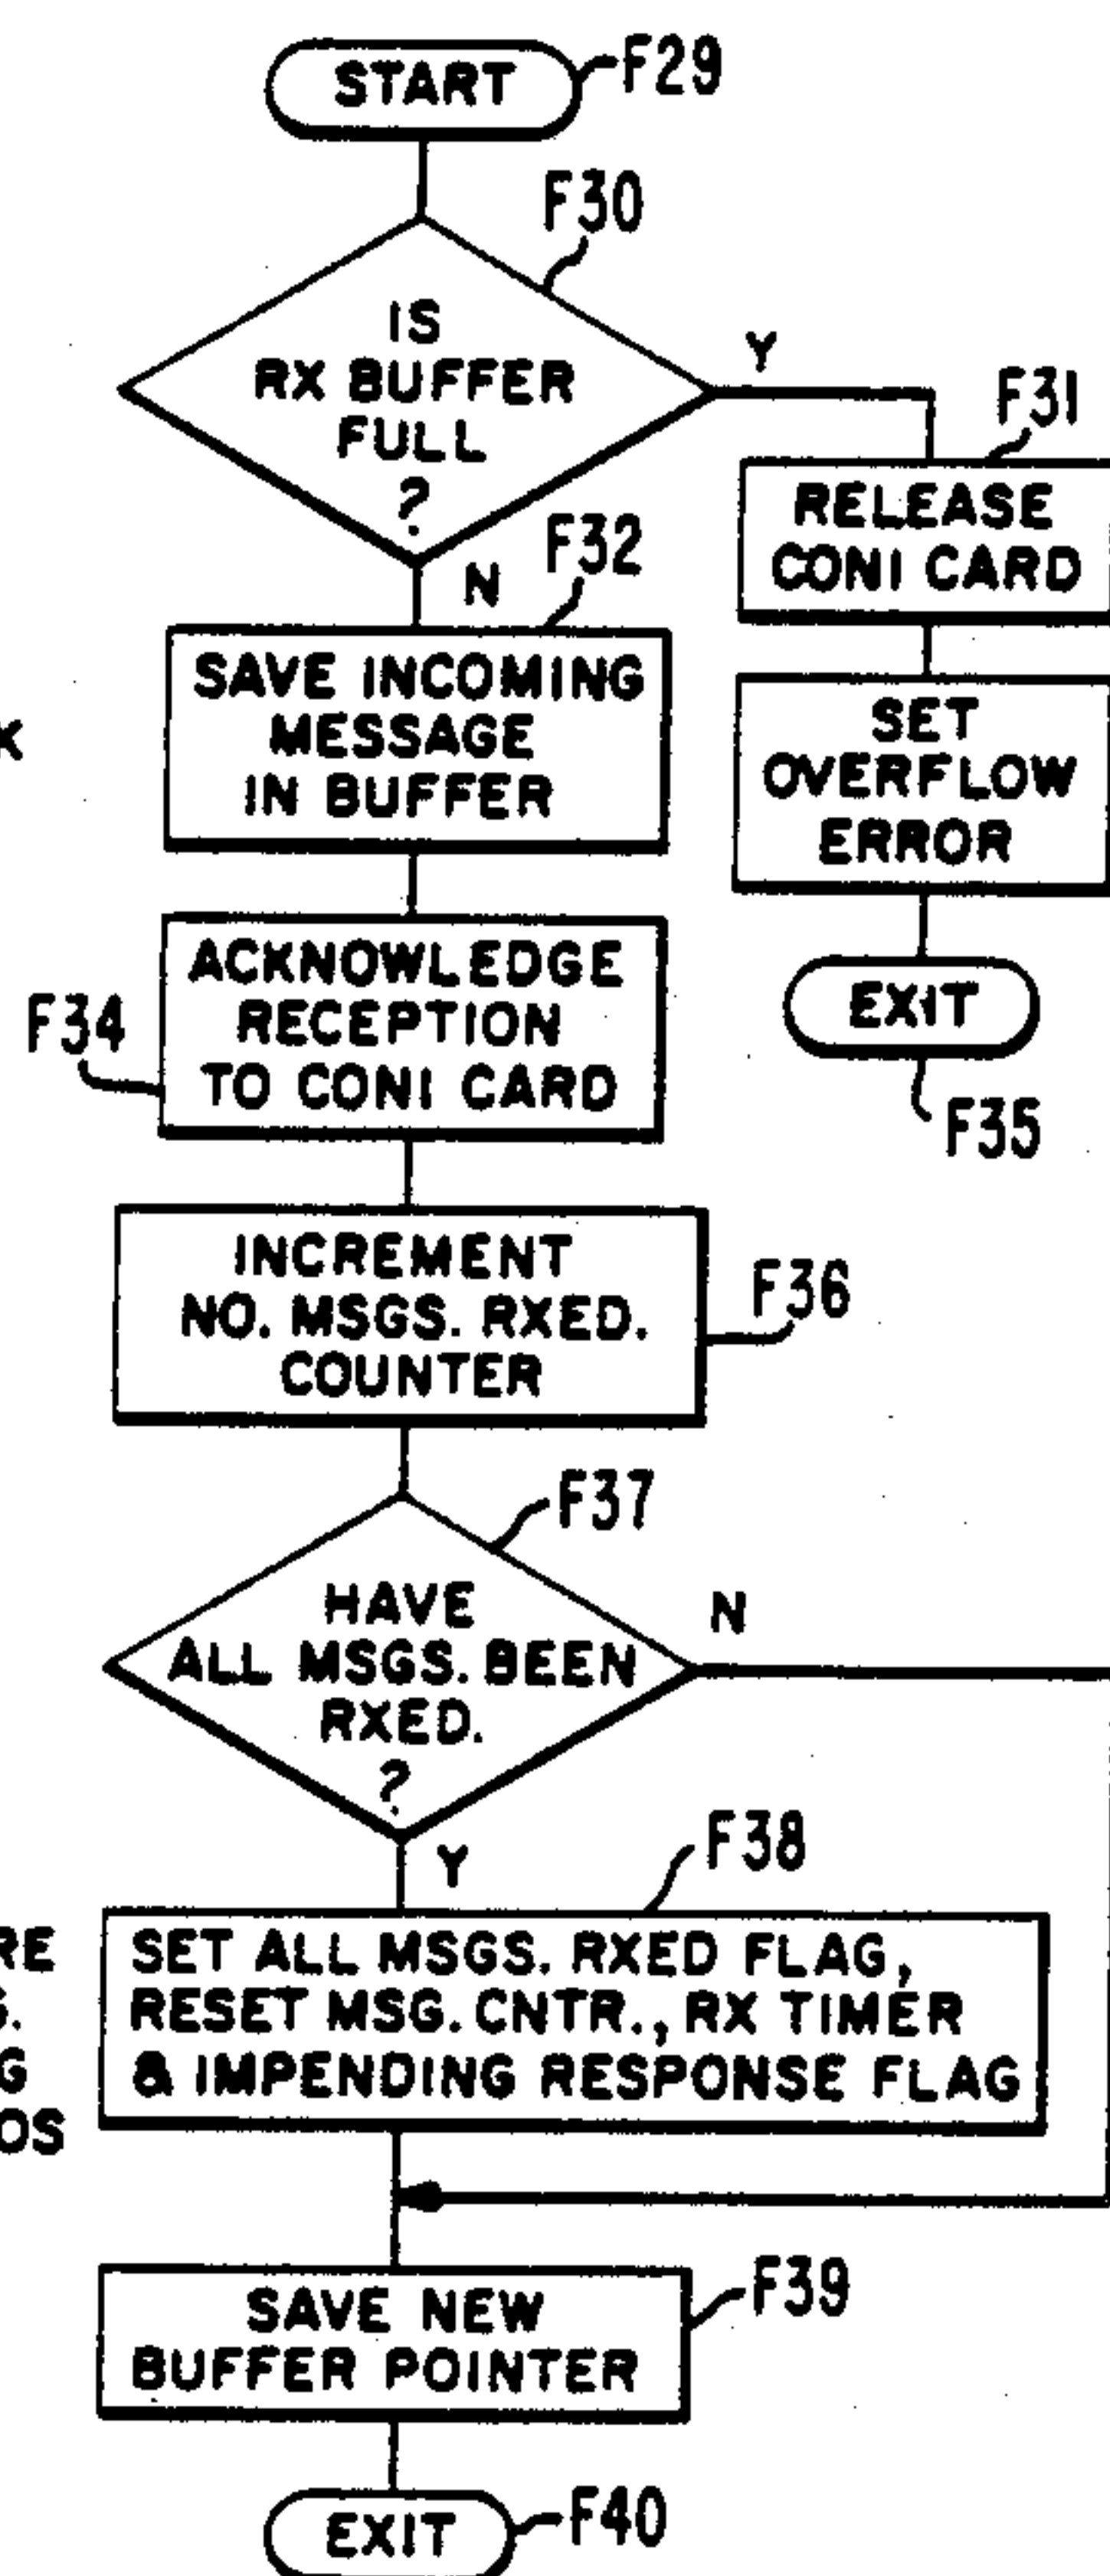 START
F29
F30
IS
RX BUFFER
FULL
?
Y
N
F31
RELEASE
CONI CARD
F32
SAVE INCOMING
MESSAGE
IN BUFFER
SET
OVERFLOW
ERROR
X
F34
ACKNOWLEDGE
RECEPTION
TO CONI CARD
EXIT
F35
INCREMENT
NO. MSGS. RXED.
COUNTER
F36
F37
HAVE
ALL MSGS. BEEN
RXED.
?
N
Y
F38
RE
S.
G
OS
SET ALL MSGS. RXED FLAG,
RESET MSG. CNTR., RX TIMER
& IMPENDING RESPONSE FLAG
F39
SAVE NEW
BUFFER POINTER
EXIT
F40